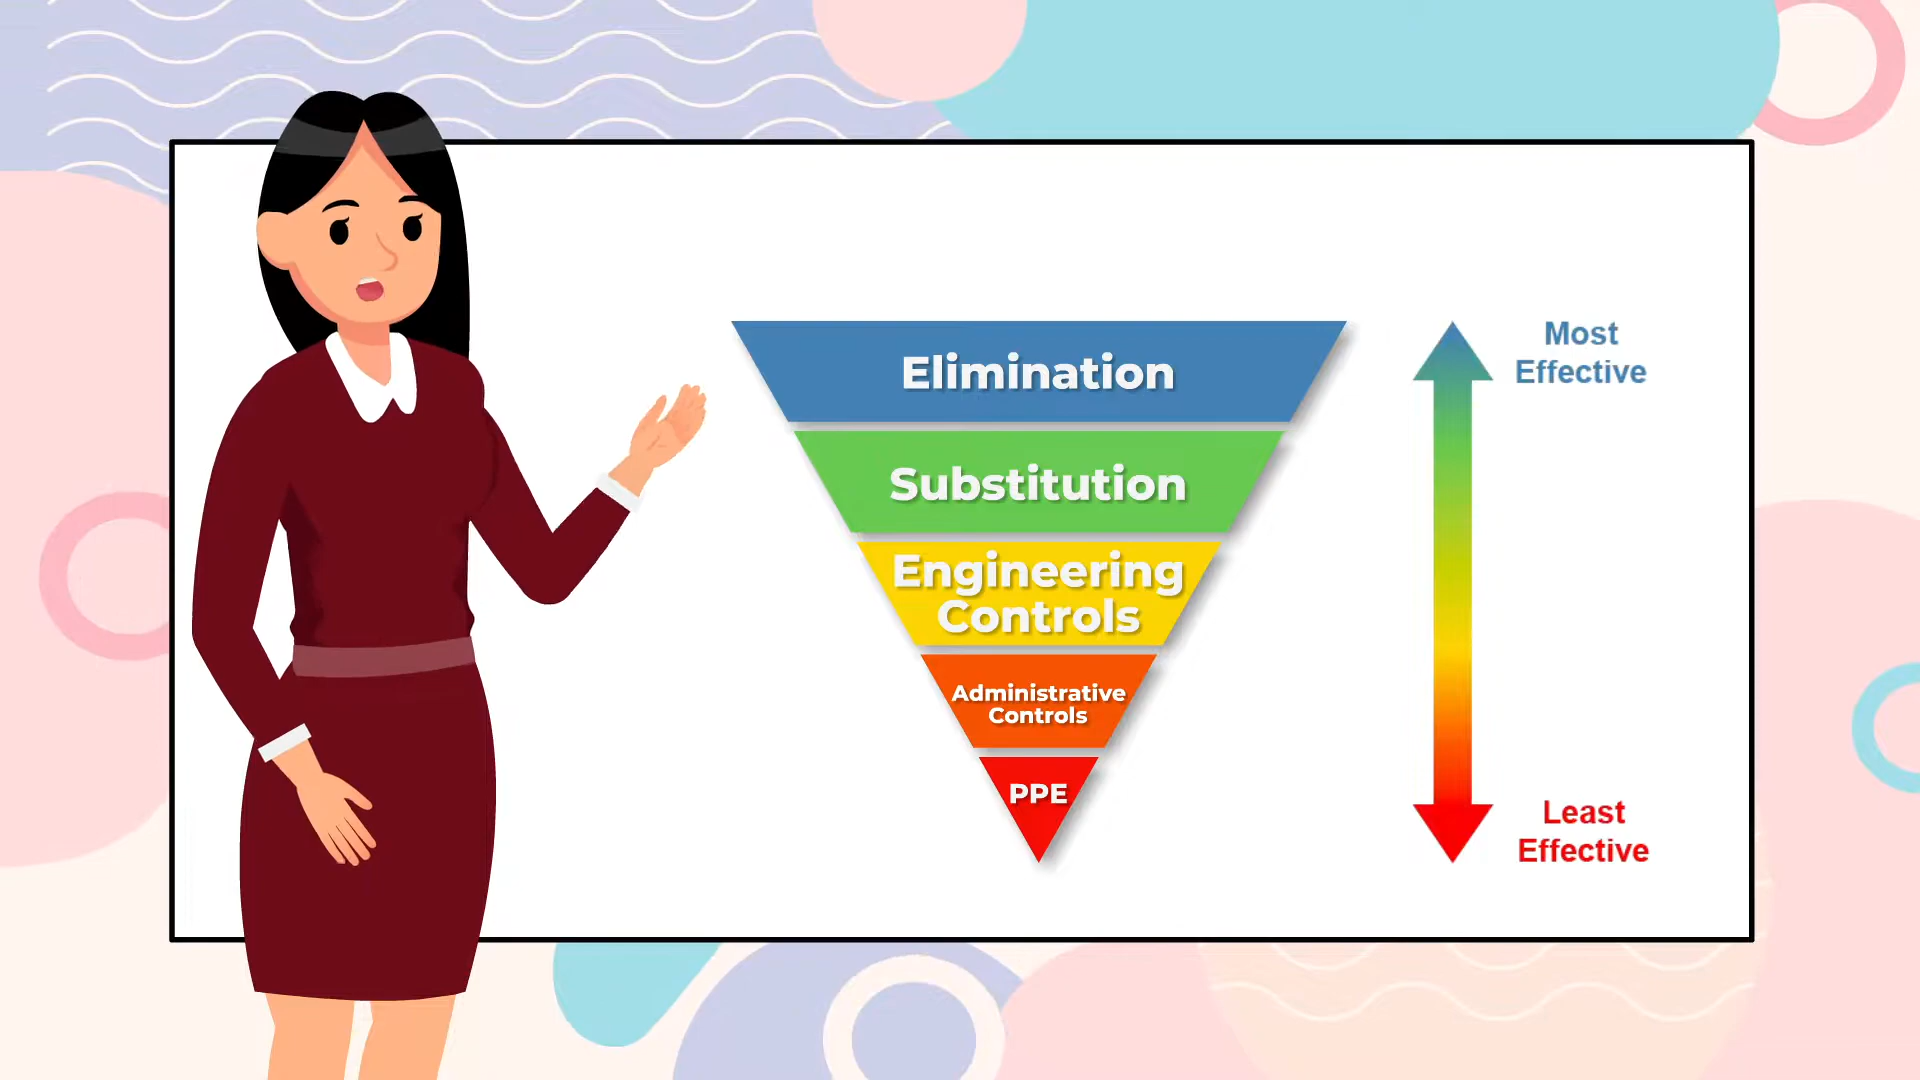 Elimination
Substitution
Engineering
Controls
Administrative
Controls
PPE
Most
Effective
Least
Effective